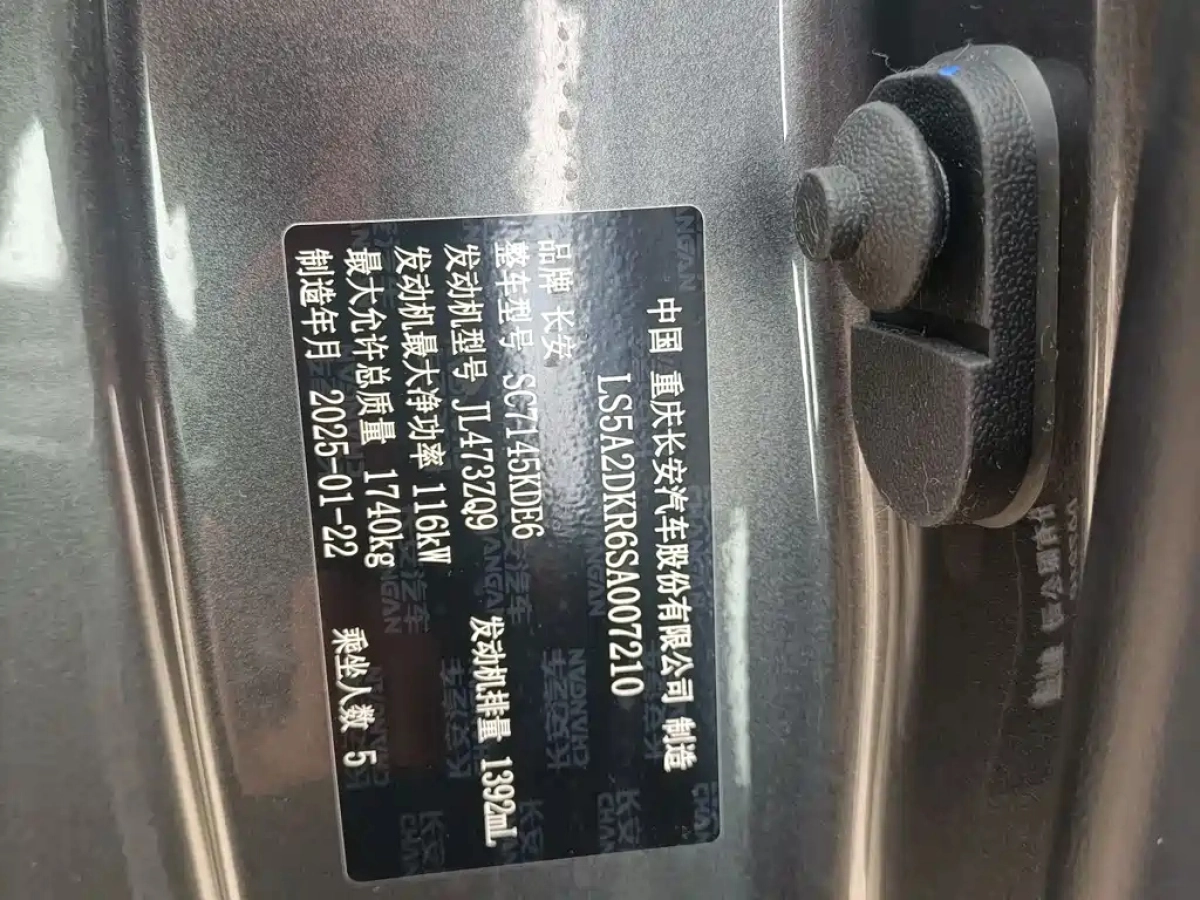 中国 重庆长安汽车股份有限公司 制造
LS5A2DKR6SA007210
品牌 长安
整车型号 SC7145KDE6
发动机型号 JL473ZQ9 发动机排量 1392mL
发动机最大净功率 116kW
最大允许总质量 1740kg
制造年月 2025-01-22 乘坐人数 5